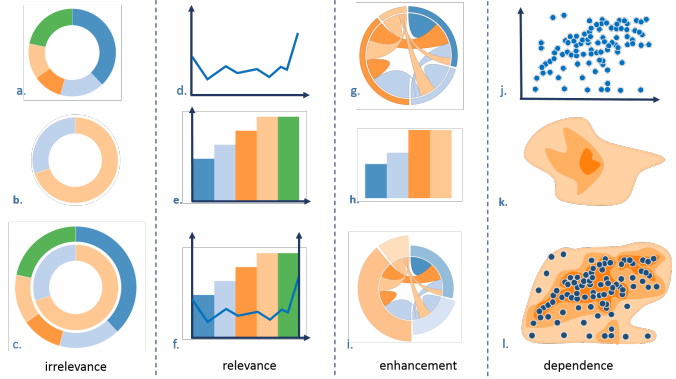 a.
b.
c.
irrelevance
d.
e.
f.
relevance
g.
h.
i.
enhancement
j.
k.
l.
dependence